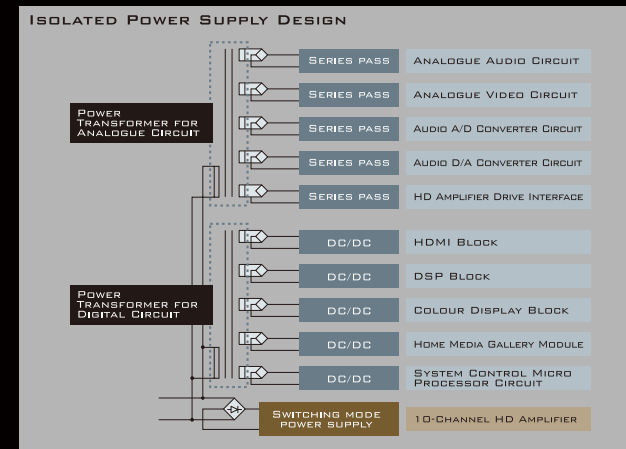 Isolated Power Supply Design
Power
Transformer for
Analogue Circuit
Series Pass
Analogue Audio Circuit
Series Pass
Analogue Video Circuit
Series Pass
Audio A/D Converter Circuit
Series Pass
Audio D/A Converter Circuit
Series Pass
HD Amplifier Drive Interface
Power
Transformer for
Digital Circuit
DC/DC
HDMI Block
DC/DC
DSP Block
DC/DC
Colour Display Block
DC/DC
Home Media Gallery Module
DC/DC
System Control Micro
Processor Circuit
Switching mode
power supply
10-Channel HD Amplifier